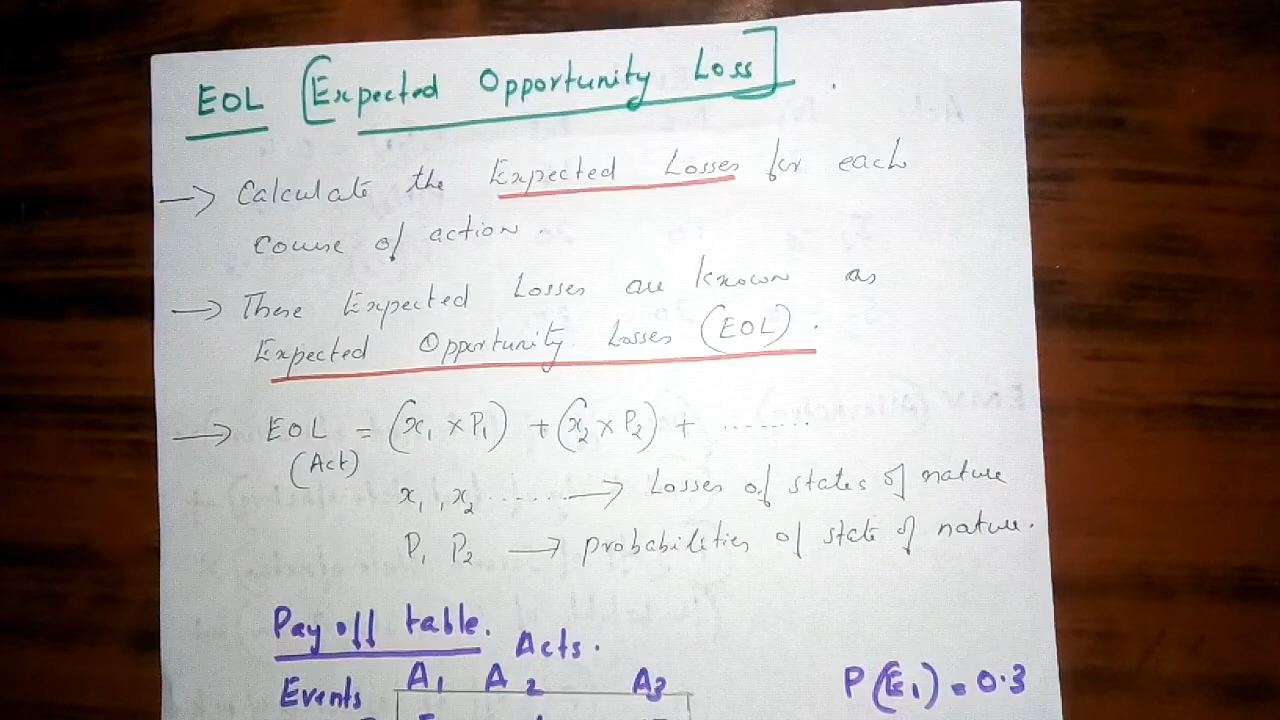 EOL [Expected Opportunity Loss]
→ Calculate the Expected Losses for each
course of action.
→ These Expected Losses are known as
Expected Opportunity Losses (EOL).
→ EOL = (x₁ × P₁) + (x₂ × P₂) + ........
(Act)
x₁, x₂ ......→ Losses of states of nature
P₁ P₂ → probabilities of state of nature.
Pay off table.
Acts.
Events A₁ A₂ A₃
P(E₁) = 0.3